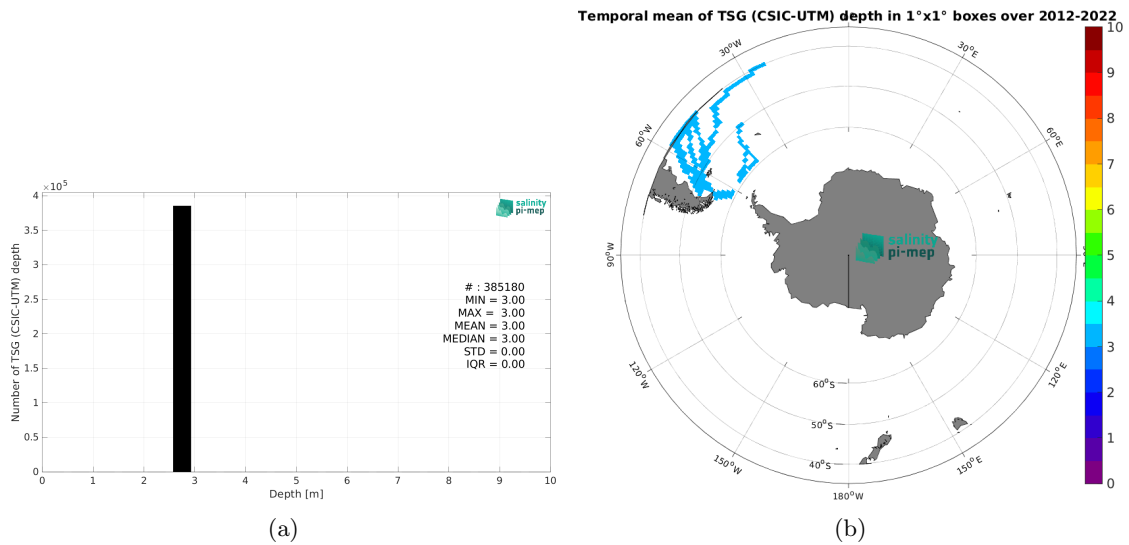 ×10⁵
4
3.5
3
2.5
2
1.5
1
0.5
0
0 1 2 3 4 5 6 7 8 9 10
Number of TSG (CSIC-UTM) depth
Depth [m]
salinity
pi-mep
# : 385180
MIN = 3.00
MAX = 3.00
MEAN = 3.00
MEDIAN = 3.00
STD = 0.00
IQR = 0.00
(a)
Temporal mean of TSG (CSIC-UTM) depth in 1°x1° boxes over 2012-2022
30°W
30°E
60°W
60°E
90°W
120°W
120°E
150°W
150°E
180°W
60°S
50°S
40°S
salinity
pi-mep
10
9
8
7
6
5
4
3
2
1
0
(b)